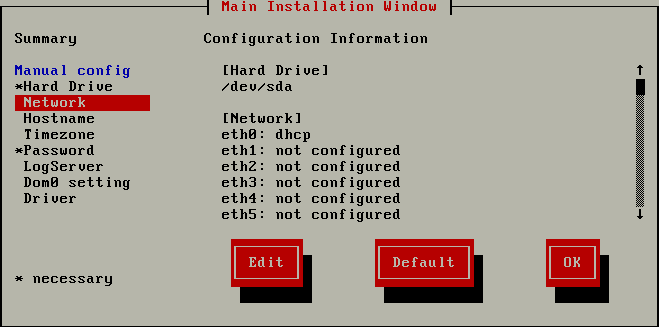 Main Installation Window
Summary
Configuration Information
Manual config
*Hard Drive
Network
Hostname
Timezone
*Password
LogServer
Dom0 setting
Driver
[Hard Drive]
/dev/sda
[Network]
eth0: dhcp
eth1: not configured
eth2: not configured
eth3: not configured
eth4: not configured
eth5: not configured
Edit
Default
OK
* necessary